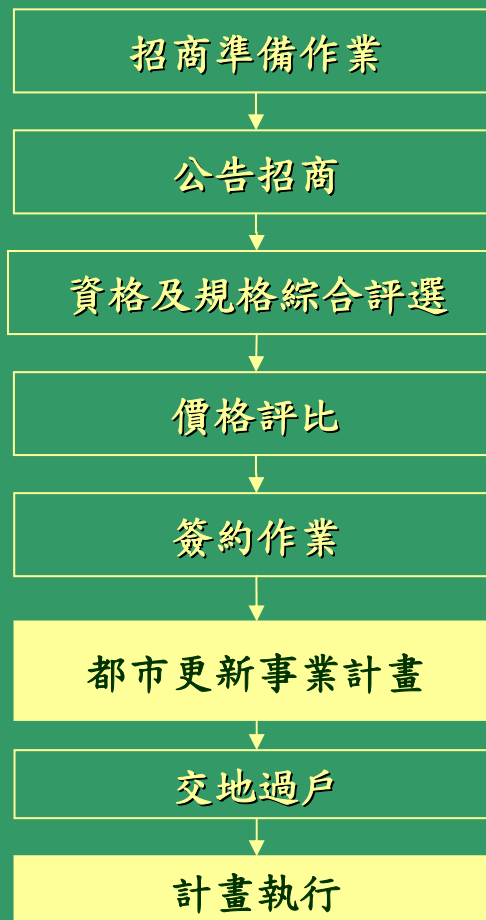 招商準備作業
公告招商
資格及規格綜合評選
價格評比
簽約作業
都市更新事業計畫
交地過戶
計畫執行